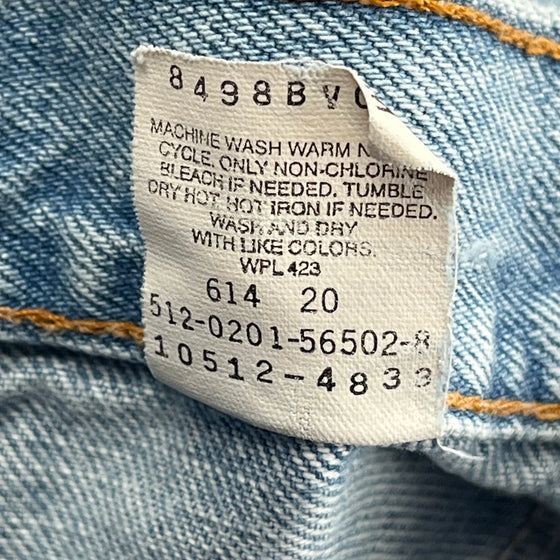 8498BV
MACHINE WASH WARM
CYCLE. ONLY NON-CHLORINE
BLEACH IF NEEDED. TUMBLE
DRY HOT. HOT IRON IF NEEDED.
WASH AND DRY
WITH LIKE COLORS.
WPL 423
614 20
512-0201-56502-8
10512-4833